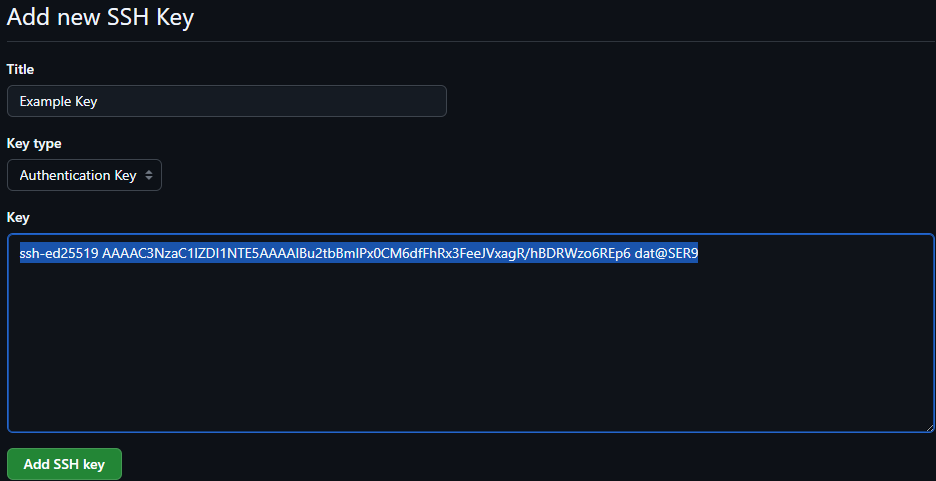 Add new SSH Key
Title
Example Key
Key type
Authentication Key
Key
ssh-ed25519 AAAAC3NzaC1lZDI1NTE5AAAAIBu2tbBmIPx0CM6dfFhRx3FeeJVxagR/hBDRWzo6REp6 dat@SER9
Add SSH key